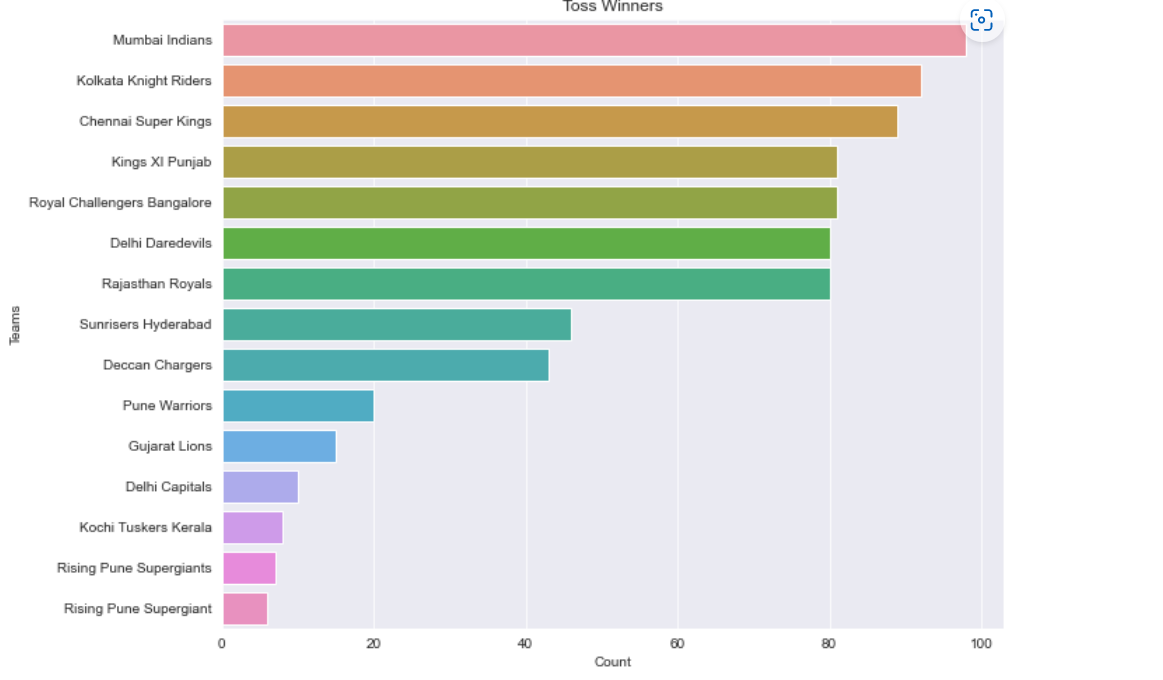 Toss Winners
Mumbai Indians
Kolkata Knight Riders
Chennai Super Kings
Kings XI Punjab
Royal Challengers Bangalore
Delhi Daredevils
Rajasthan Royals
Sunrisers Hyderabad
Deccan Chargers
Pune Warriors
Gujarat Lions
Delhi Capitals
Kochi Tuskers Kerala
Rising Pune Supergiants
Rising Pune Supergiant
Teams
0 20 40 60 80 100
Count